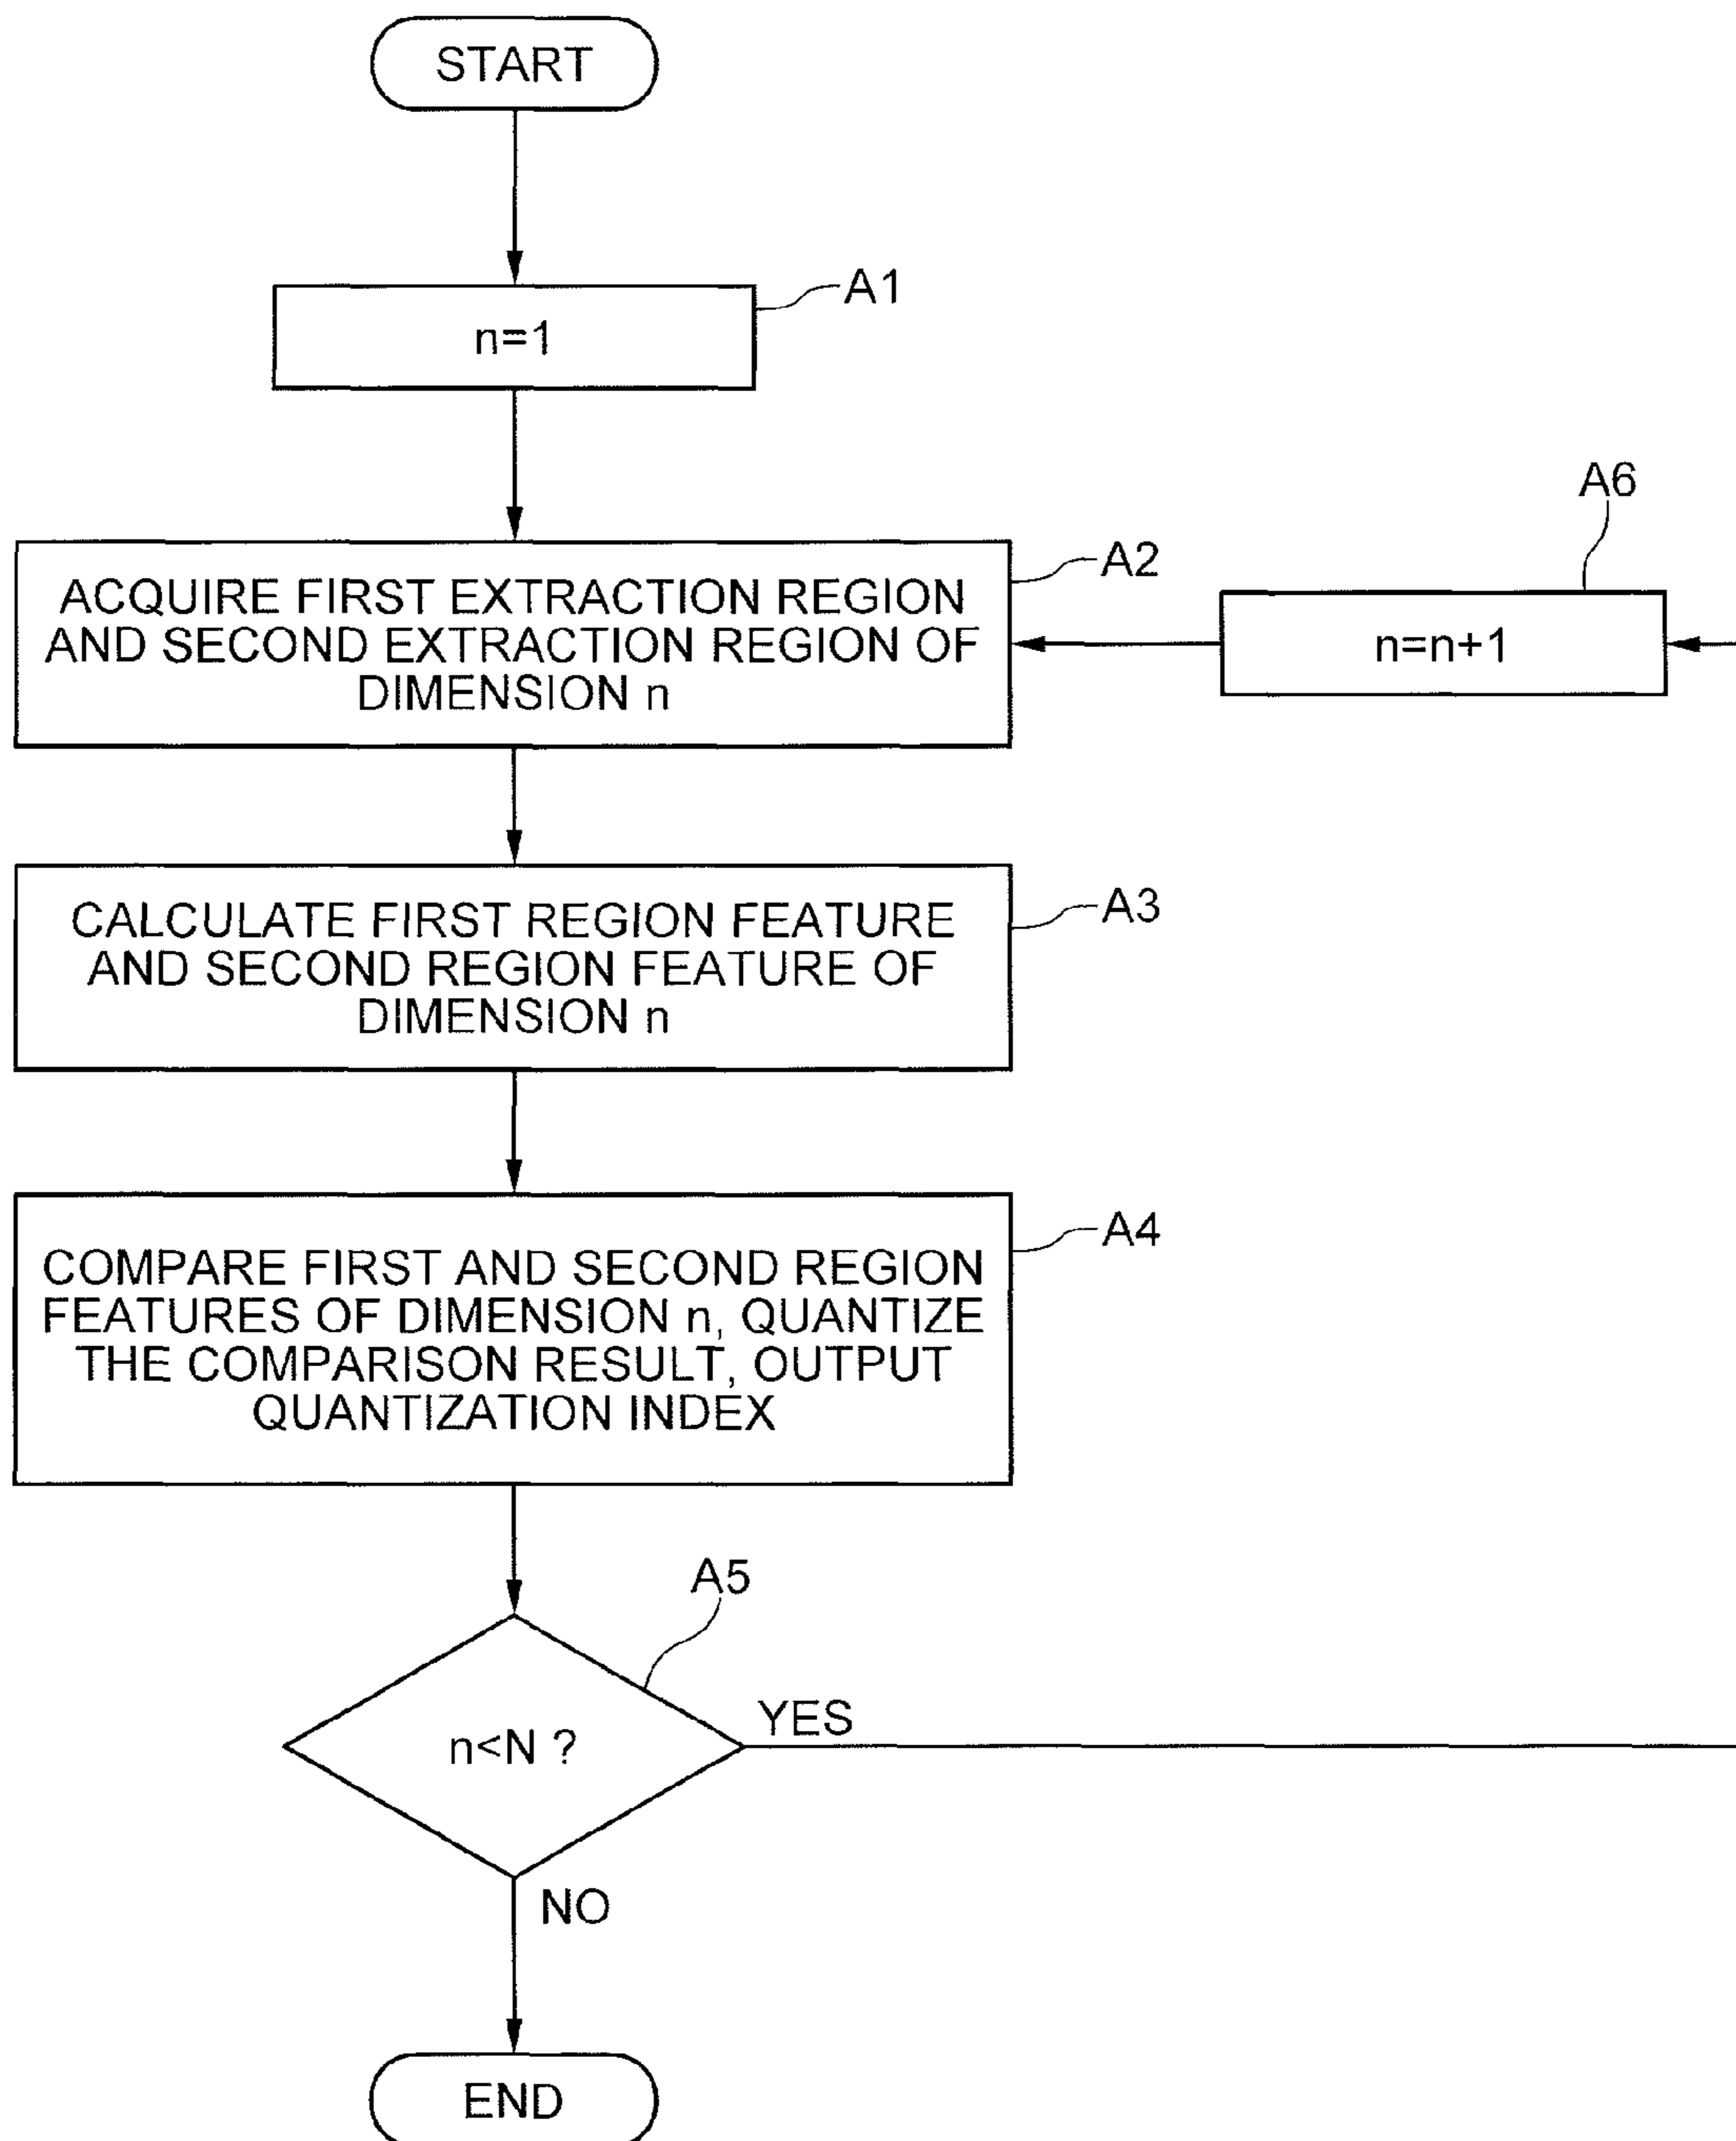 START
A1
n=1
A6
A2
ACQUIRE FIRST EXTRACTION REGION
AND SECOND EXTRACTION REGION OF
DIMENSION n
n=n+1
A3
CALCULATE FIRST REGION FEATURE
AND SECOND REGION FEATURE OF
DIMENSION n
A4
COMPARE FIRST AND SECOND REGION
FEATURES OF DIMENSION n, QUANTIZE
THE COMPARISON RESULT, OUTPUT
QUANTIZATION INDEX
A5
YES
n<N ?
NO
END